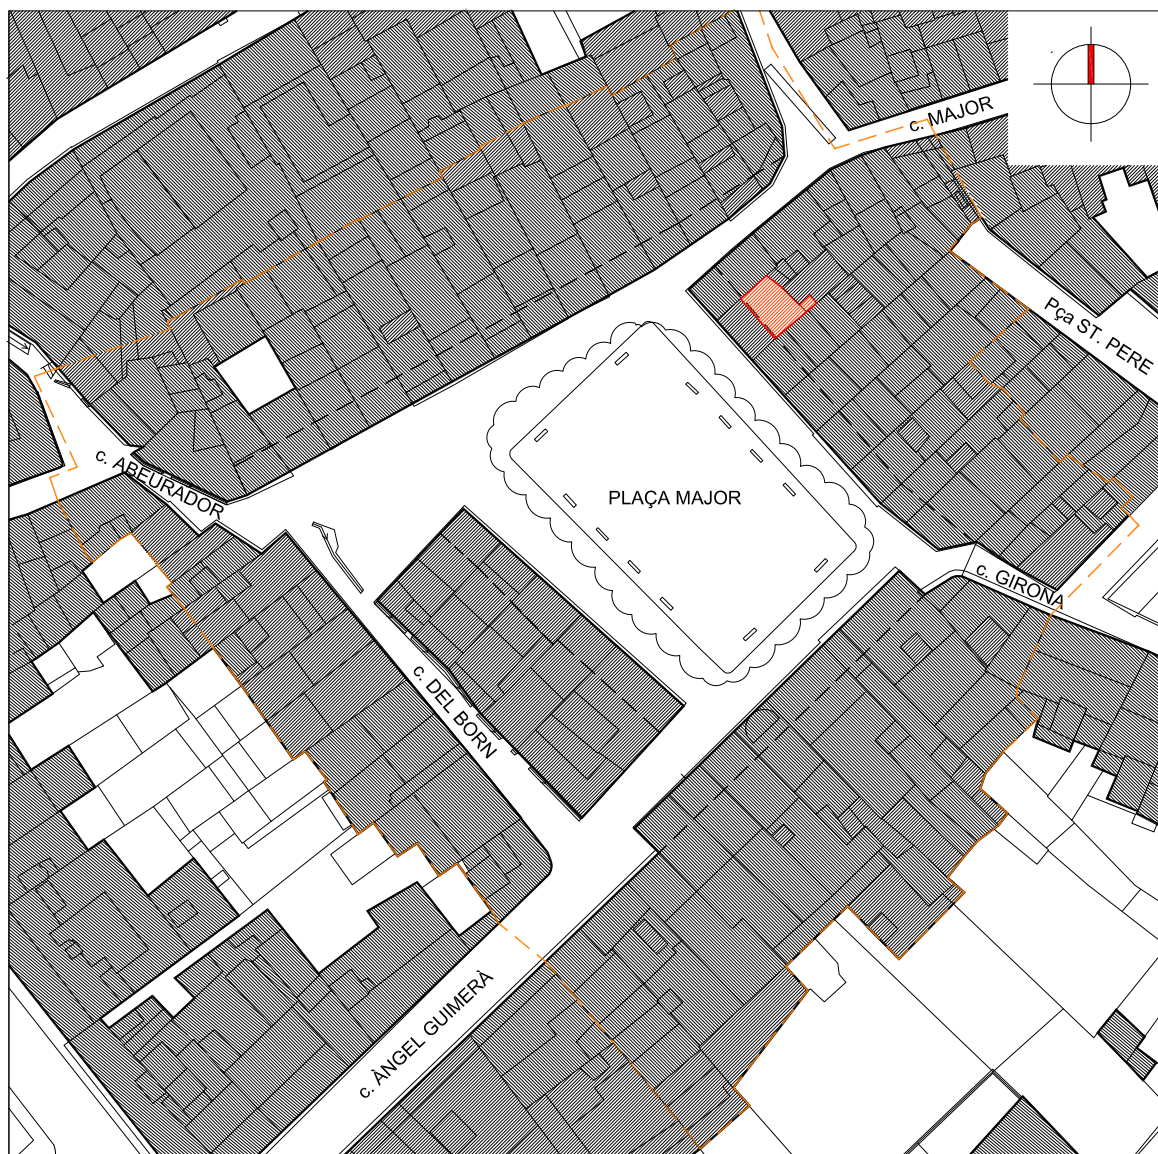 c. MAJOR
Pça ST. PERE
c. ABEURADOR
PLAÇA MAJOR
c. GIRONA
c. DEL BORN
c. ÀNGEL GUIMERÀ